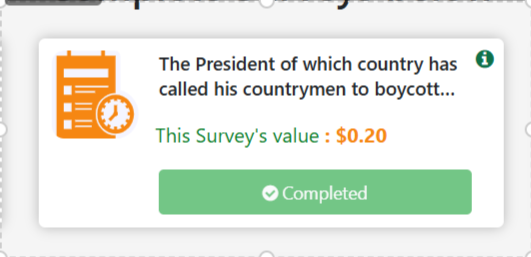 The President of which country has
called his countrymen to boycott...
This Survey's value : $0.20
Completed